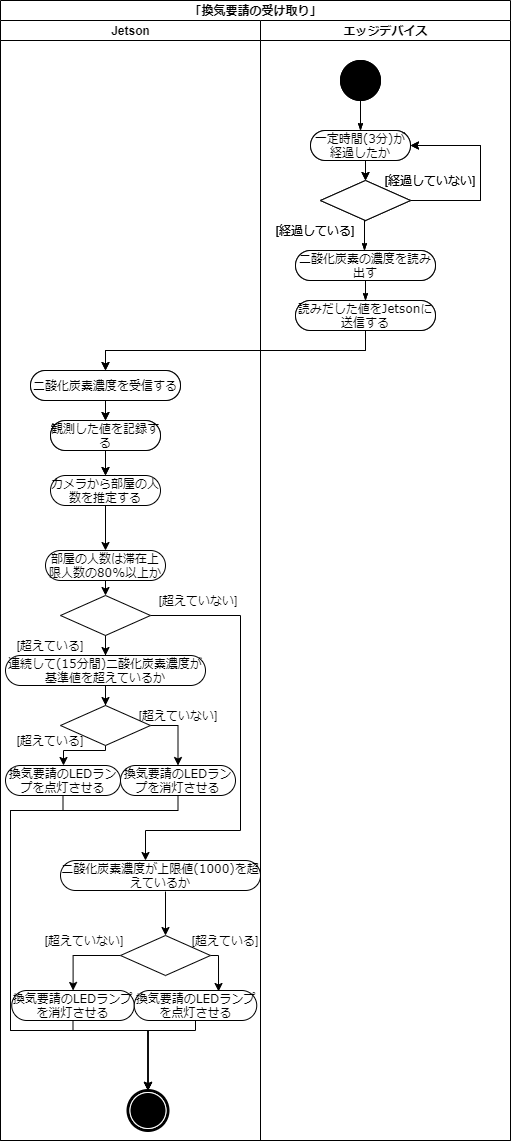 「換気要請の受け取り」
Jetson
エッジデバイス
一定時間(3分)が
経過したか
[経過していない]
[経過している]
二酸化炭素の濃度を読み
出す
読みだした値をJetsonに
送信する
二酸化炭素濃度を受信する
観測した値を記録す
る
カメラから部屋の人
数を推定する
部屋の人数は滞在上
限人数の80%以上か
[超えていない]
[超えている]
連続して(15分間)二酸化炭素濃度が
基準値を超えているか
[超えていない]
[超えている]
換気要請のLEDラン
プを点灯させる
換気要請のLEDラン
プを消灯させる
二酸化炭素濃度が上限値(1000)を超
えているか
[超えていない]
[超えている]
換気要請のLEDランプ
を消灯させる
換気要請のLEDランプ
を点灯させる